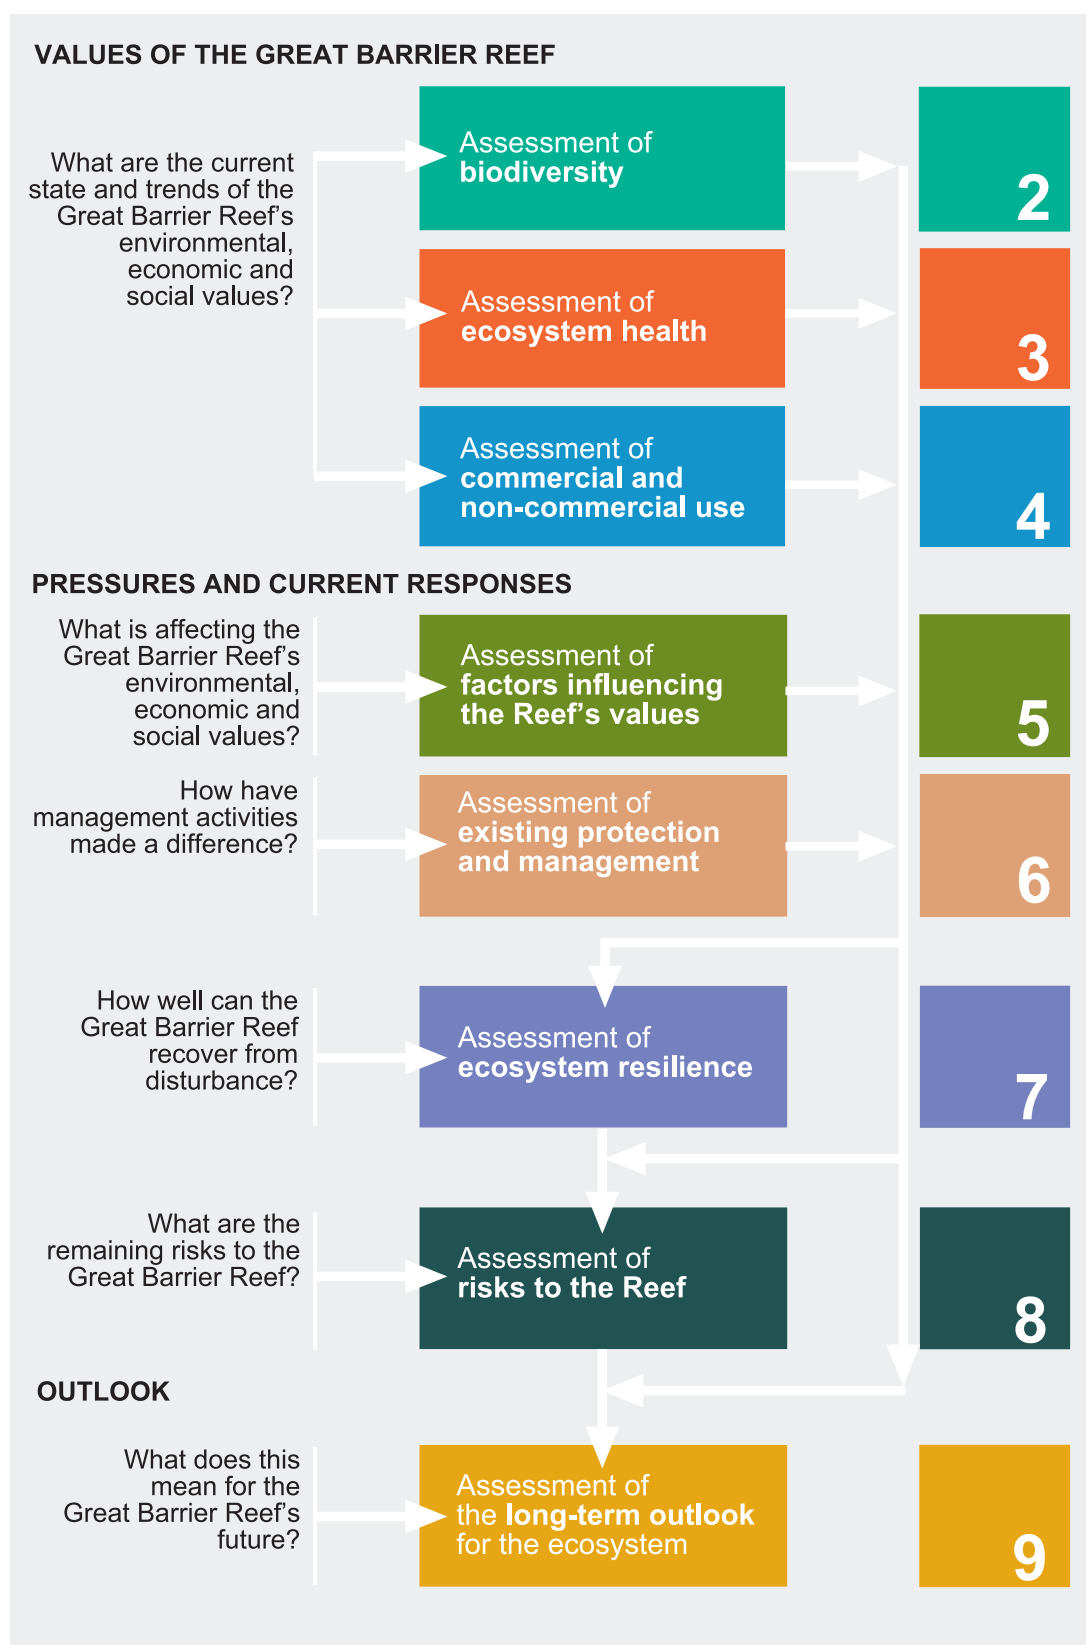 VALUES OF THE GREAT BARRIER REEF
What are the current
state and trends of the
Great Barrier Reef's
environmental,
economic and
social values?
Assessment of
biodiversity
2
Assessment of
ecosystem health
3
Assessment of
commercial and
non-commercial use
4
PRESSURES AND CURRENT RESPONSES
What is affecting the
Great Barrier Reef's
environmental,
economic and
social values?
Assessment of
factors influencing
the Reef's values
5
How have
management activities
made a difference?
Assessment of
existing protection
and management
6
How well can the
Great Barrier Reef
recover from
disturbance?
Assessment of
ecosystem resilience
7
What are the
remaining risks to the
Great Barrier Reef?
Assessment of
risks to the Reef
8
OUTLOOK
What does this
mean for the
Great Barrier Reef's
future?
Assessment of
the long-term outlook
for the ecosystem
9